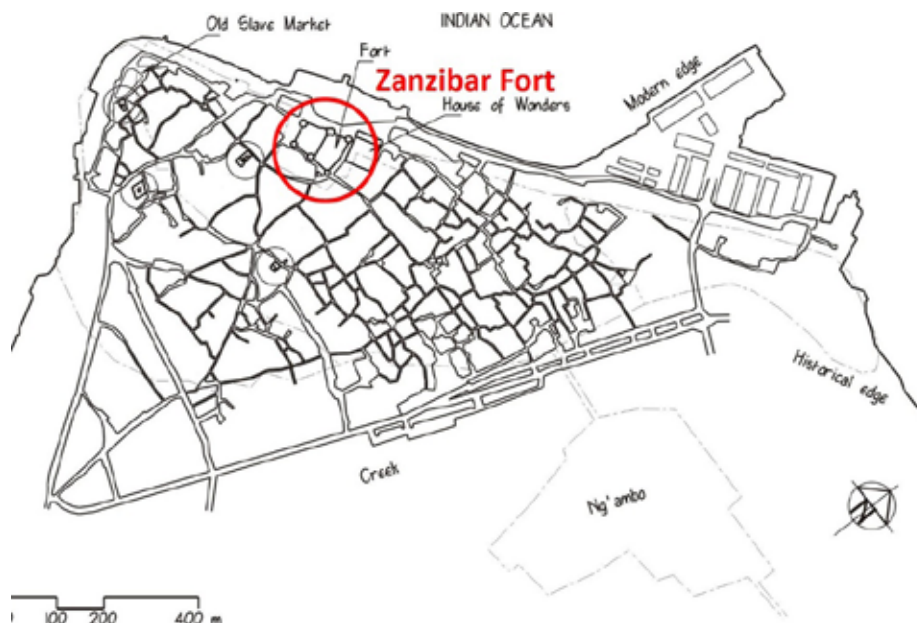 INDIAN OCEAN
Old Slave Market
Fort
Zanzibar Fort
House of Wonders
Modern edge
Historical edge
Creek
Ng'ambo
N
0 100 200 400 m